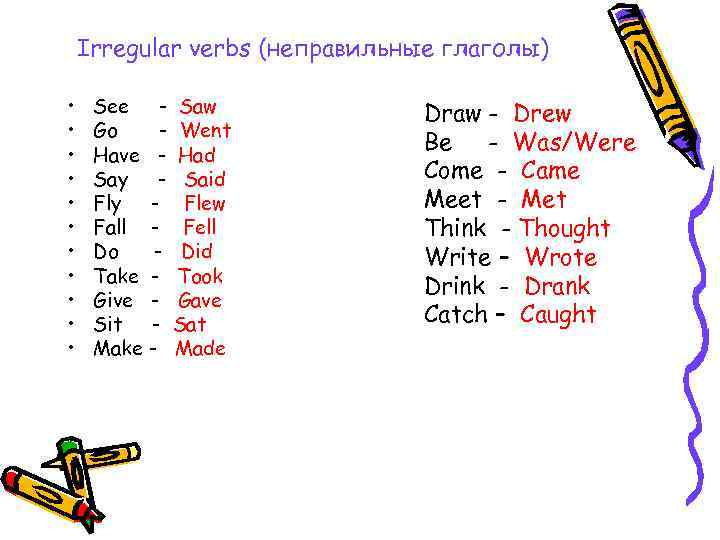 Irregular verbs (неправильные глаголы)
• See - Saw
• Go - Went
• Have - Had
• Say - Said
• Fly - Flew
• Fall - Fell
• Do - Did
• Take - Took
• Give - Gave
• Sit - Sat
• Make - Made
Draw - Drew
Be - Was/Were
Come - Came
Meet - Met
Think - Thought
Write – Wrote
Drink - Drank
Catch – Caught